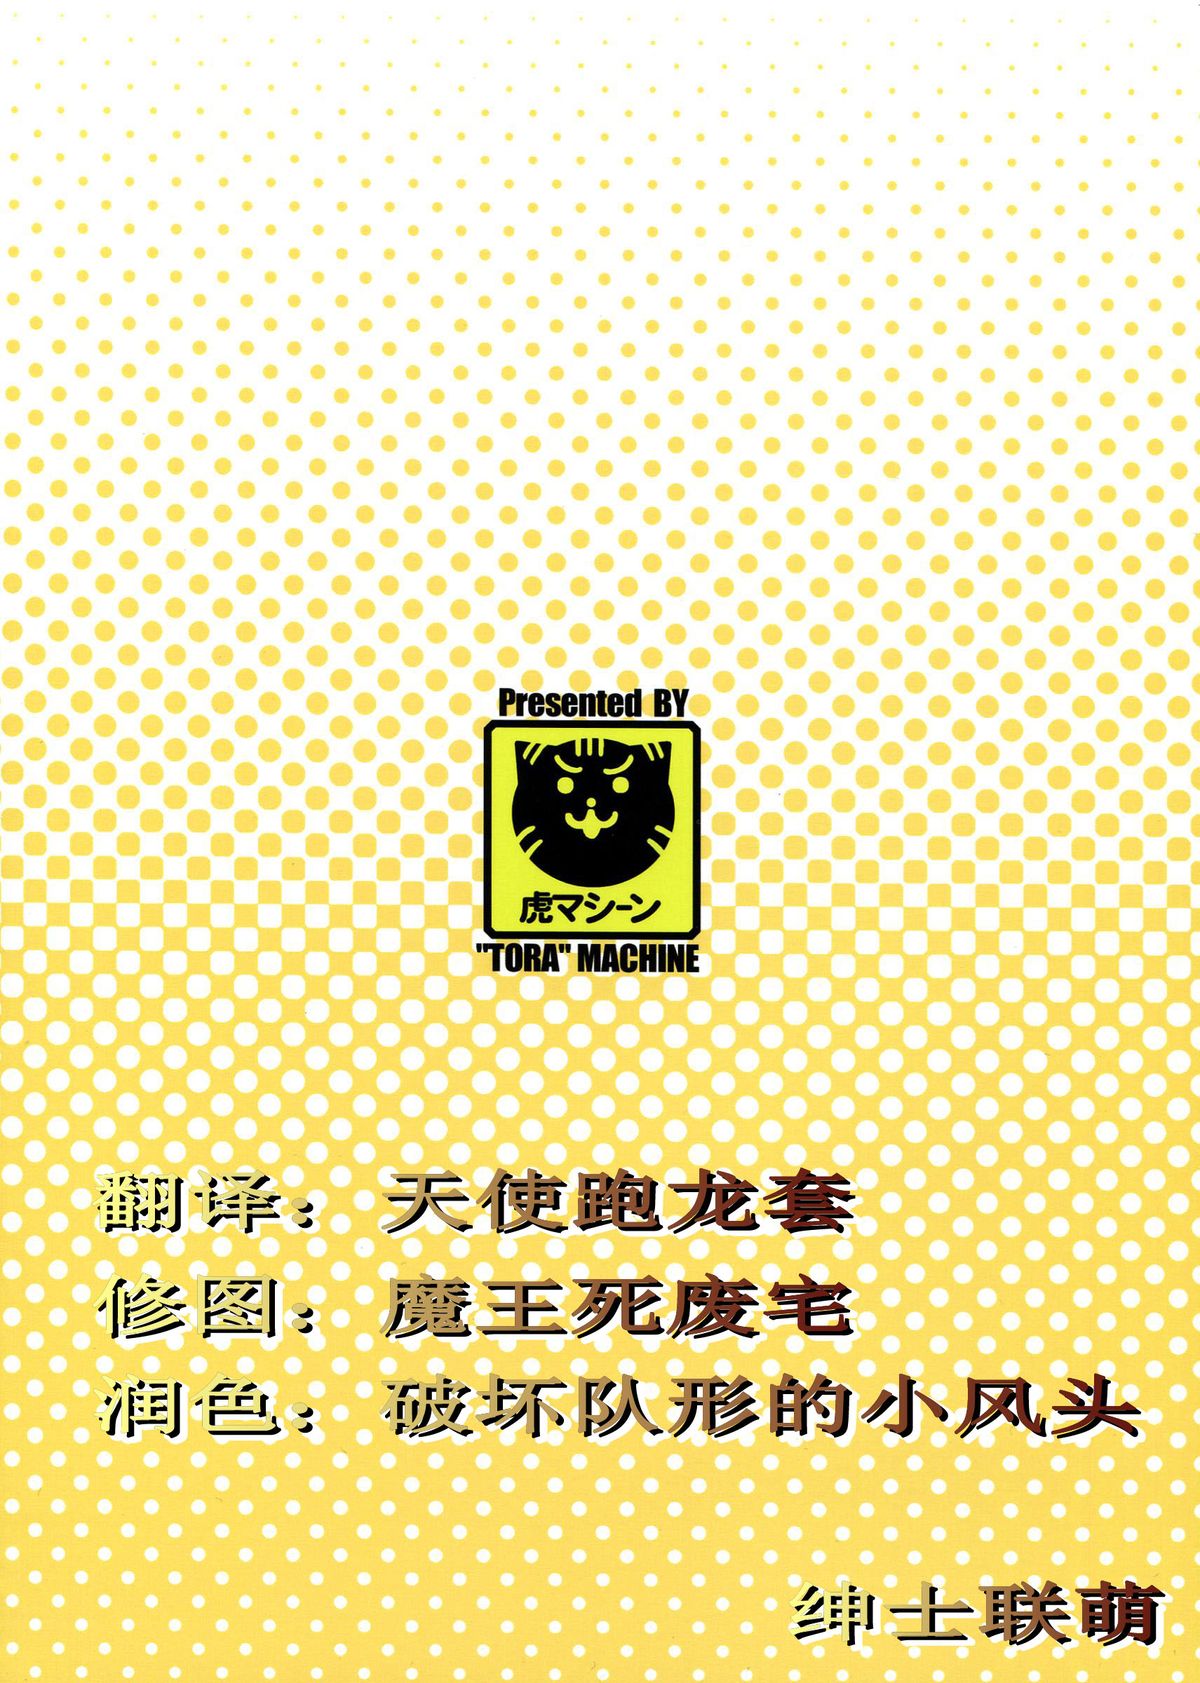 Presented BY
虎マシーン
"TORA" MACHINE
翻译：天使跑龙套
修图：魔王死废宅
润色：破坏队形的小风头
绅士联萌